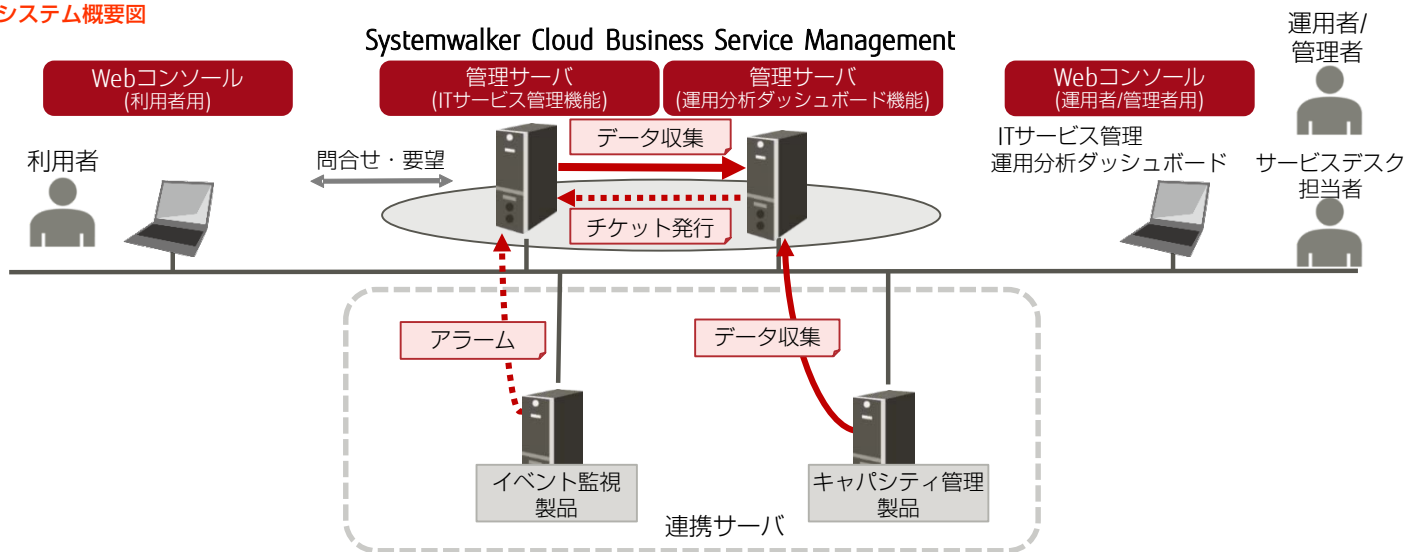 システム概要図
Systemwalker Cloud Business Service Management
運用者/
管理者
Webコンソール
(利用者用)
管理サーバ
(ITサービス管理機能)
管理サーバ
(運用分析ダッシュボード機能)
Webコンソール
(運用者/管理者用)
データ収集
ITサービス管理
運用分析ダッシュボード
利用者
問合せ・要望
サービスデスク
担当者
チケット発行
アラーム
データ収集
イベント監視
製品
キャパシティ管理
製品
連携サーバ